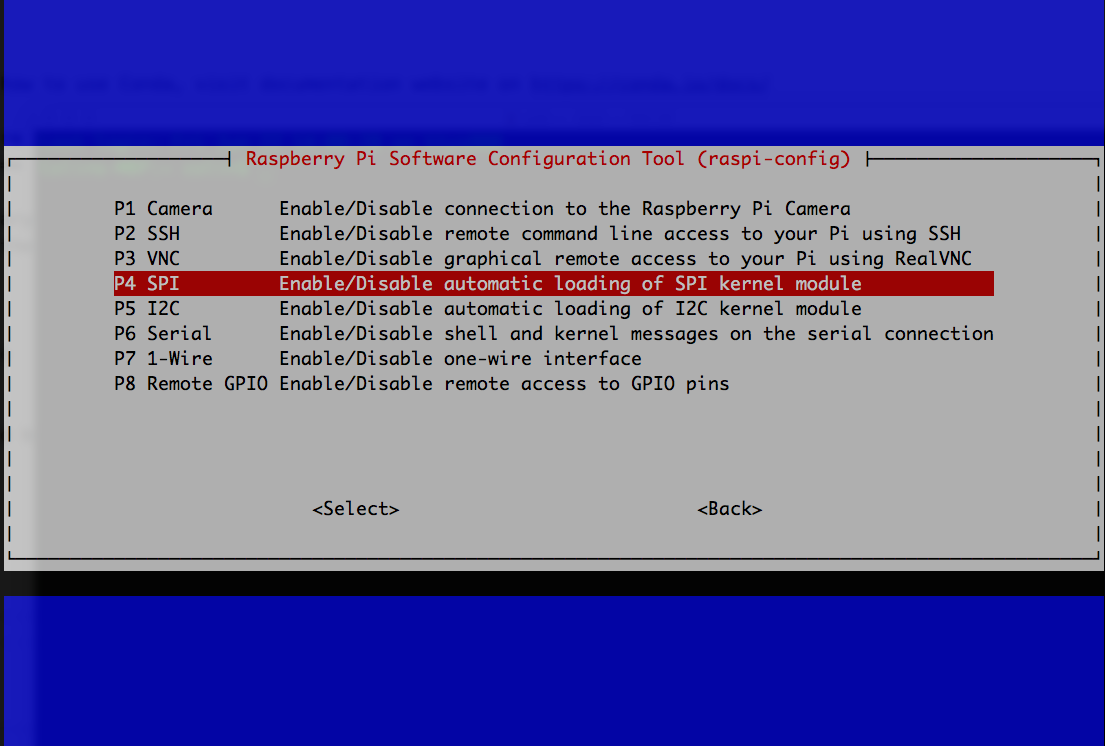 Raspberry Pi Software Configuration Tool (raspi-config)
P1 Camera Enable/Disable connection to the Raspberry Pi Camera
P2 SSH Enable/Disable remote command line access to your Pi using SSH
P3 VNC Enable/Disable graphical remote access to your Pi using RealVNC
P4 SPI Enable/Disable automatic loading of SPI kernel module
P5 I2C Enable/Disable automatic loading of I2C kernel module
P6 Serial Enable/Disable shell and kernel messages on the serial connection
P7 1-Wire Enable/Disable one-wire interface
P8 Remote GPIO Enable/Disable remote access to GPIO pins
<Select> <Back>